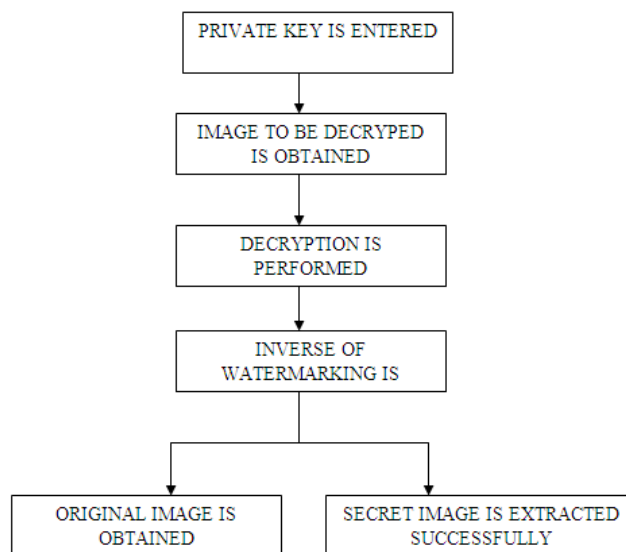 PRIVATE KEY IS ENTERED
IMAGE TO BE DECRYPED
IS OBTAINED
DECRYPTION IS
PERFORMED
INVERSE OF
WATERMARKING IS
ORIGINAL IMAGE IS
OBTAINED
SECRET IMAGE IS EXTRACTED
SUCCESSFULLY